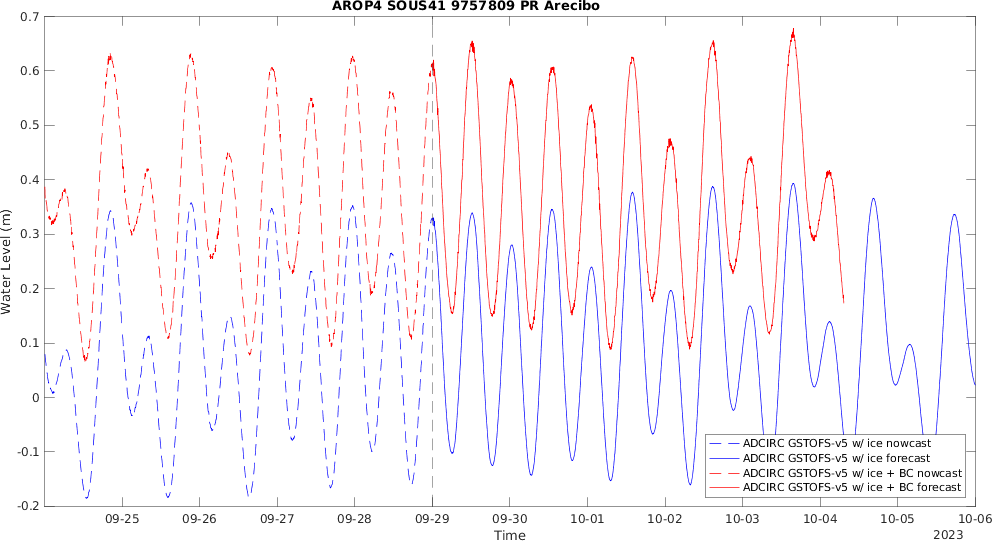 AROP4 SOUS41 9757809 PR Arecibo
0.7
0.6
0.5
0.4
0.3
0.2
0.1
0
-0.1
-0.2
Water Level (m)
ADCIRC GSTOFS-v5 w/ ice nowcast
ADCIRC GSTOFS-v5 w/ ice forecast
ADCIRC GSTOFS-v5 w/ ice + BC nowcast
ADCIRC GSTOFS-v5 w/ ice + BC forecast
09-25 09-26 09-27 09-28 09-29 09-30 10-01 10-02 10-03 10-04 10-05 10-06
Time
2023